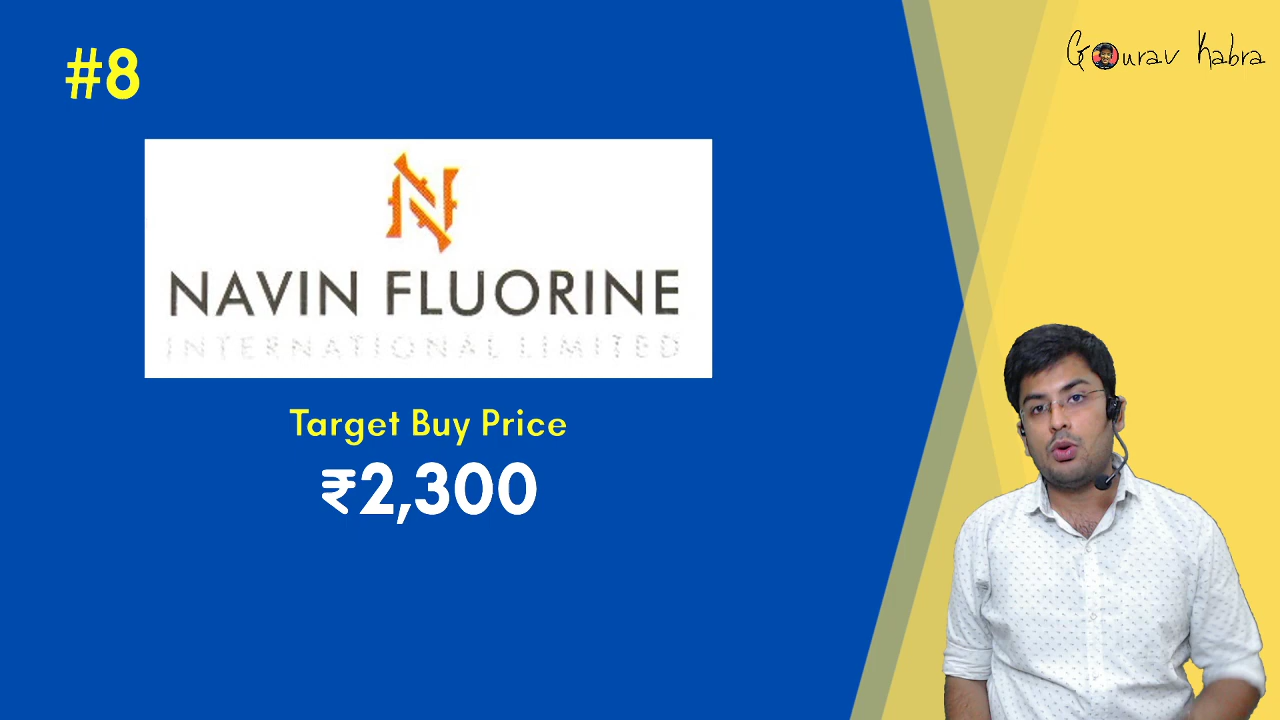 #8
Gourav Kabra
NAVIN FLUORINE
INTERNATIONAL LIMITED
Target Buy Price
₹2,300